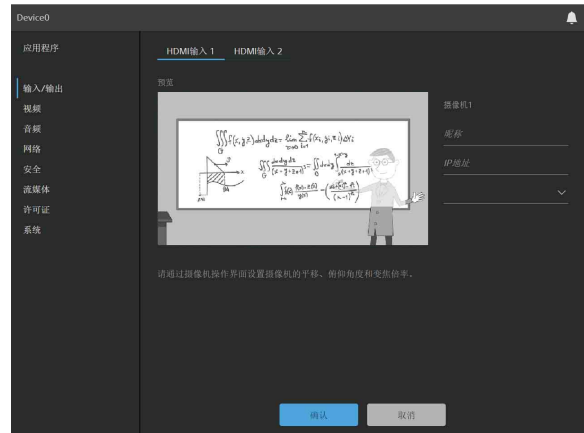 Device0
应用程序
输入/输出
视频
音频
网络
安全
流媒体
许可证
系统
HDMI输入 1 HDMI输入 2
预览
摄像机1
昵称
IP地址
请通过摄像机操作界面设置摄像机的平移、俯仰角度和变焦倍率。
确认 取消